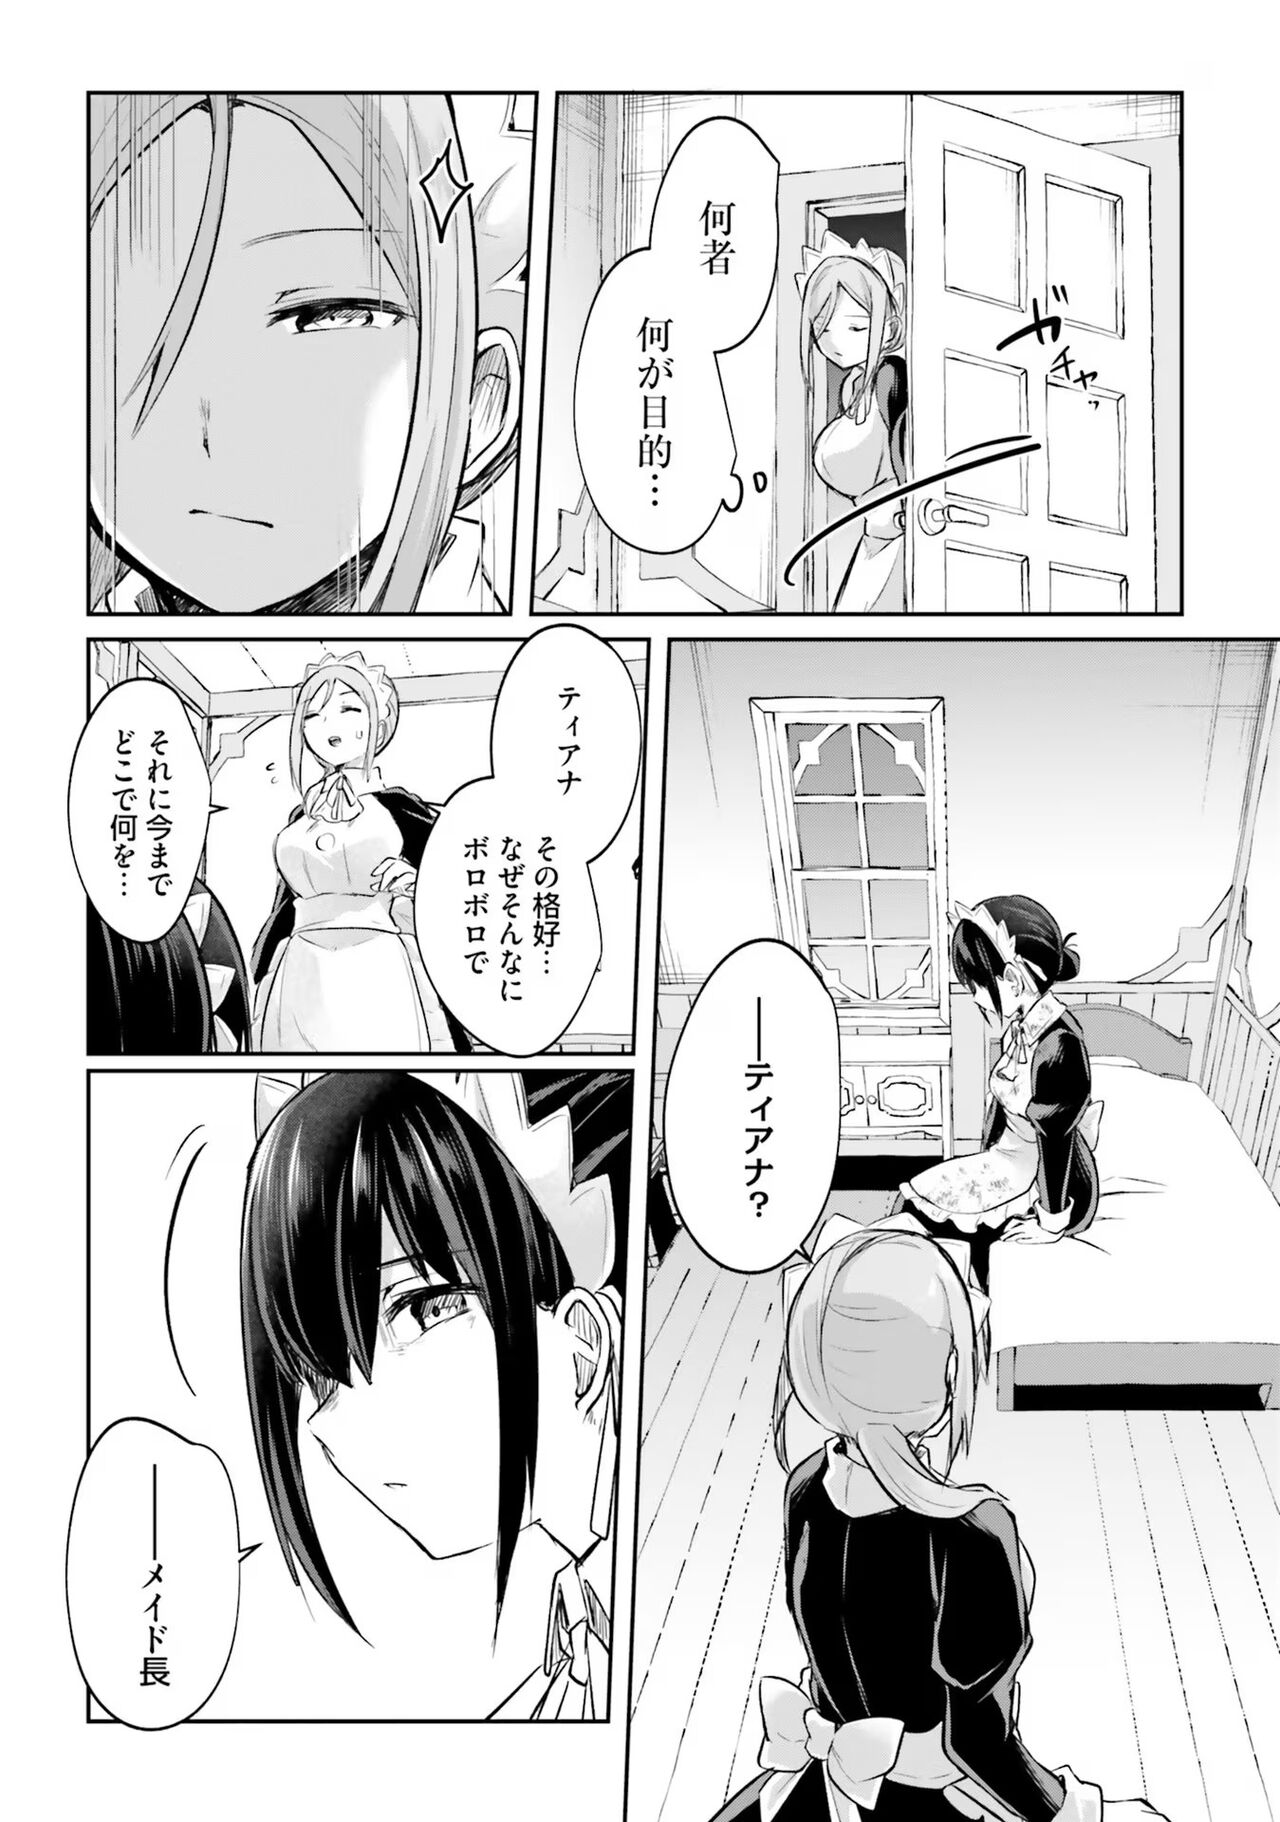 何者
何が目的…
ガチャッ
――ティアナ?
ティアナ
その格好…
なぜそんなに
ボロボロで
それに今まで
どこで何を…
――メイド長